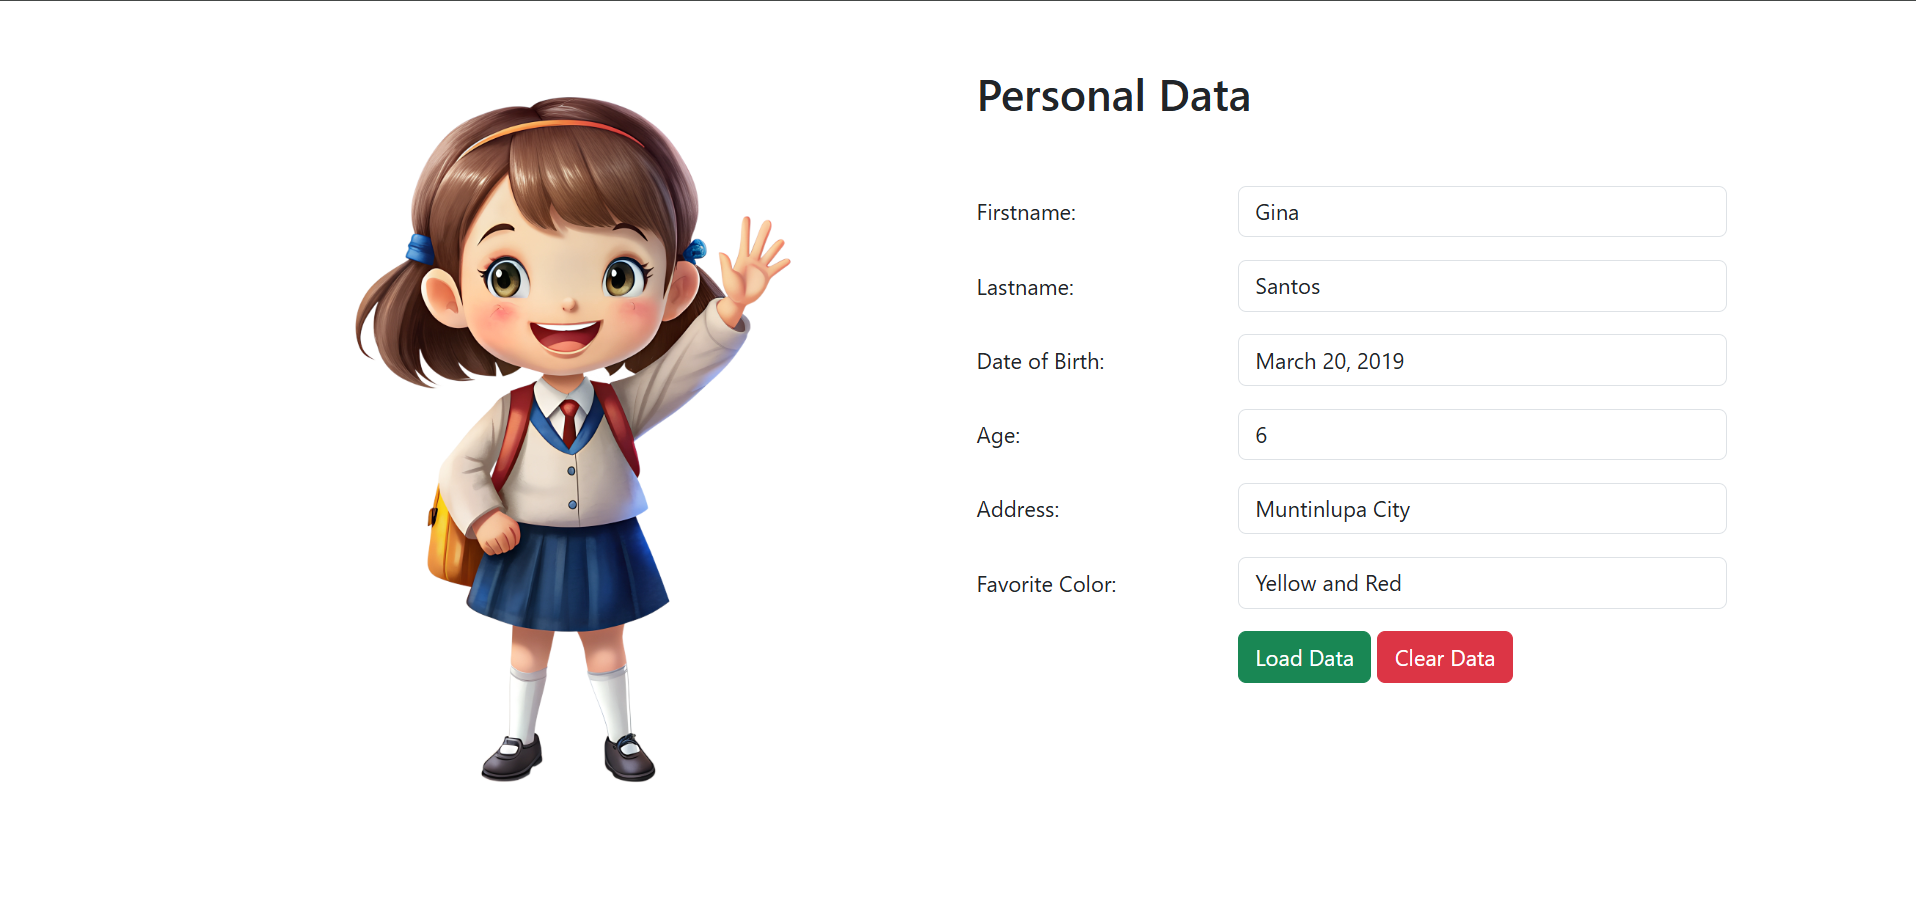 Personal Data
Firstname: Gina
Lastname: Santos
Date of Birth: March 20, 2019
Age: 6
Address: Muntinlupa City
Favorite Color: Yellow and Red
Load Data Clear Data